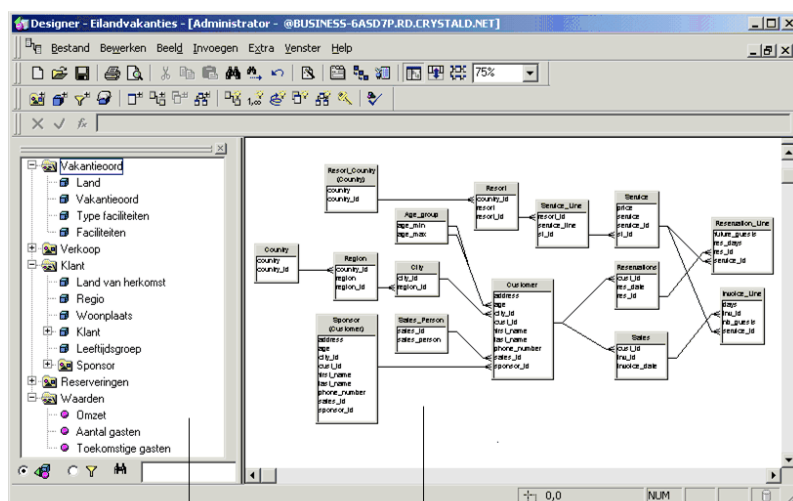 Designer - Eilandvakanties - [Administrator - @BUSINESS-6ASD7P.RD.CRYSTALD.NET]
Bestand Bewerken Beeld Invoegen Extra Venster Help
75%
Vakantieoord
Land
Vakantieoord
Type faciliteiten
Faciliteiten
Verkoop
Klant
Land van herkomst
Regio
Woonplaats
Klant
Leeftijdsgroep
Sponsor
Reserveringen
Waarden
Omzet
Aantal gasten
Toekomstige gasten
Resort_Country
(Country)
country
country_id
Age_group
age_min
age_max
Resort
country_id
resort
resort_id
Service_Line
resort_id
service_line
sl_id
Service
price
service
service_id
sl_id
Reservation_Line
future_guests
res_days
res_id
service_id
Country
country
country_id
Region
country_id
region
region_id
City
city_id
region_id
Customer
address
age
city_id
cust_id
first_name
last_name
phone_number
sales_id
sponsor_id
Reservations
cust_id
res_date
res_id
Invoice_Line
days
inv_id
nb_guests
service_id
Sponsor
(Customer)
address
age
city_id
cust_id
first_name
last_name
phone_number
sales_id
sponsor_id
Sales_Person
sales_id
sales_person
Sales
cust_id
inv_id
invoice_date
0,0
NUM